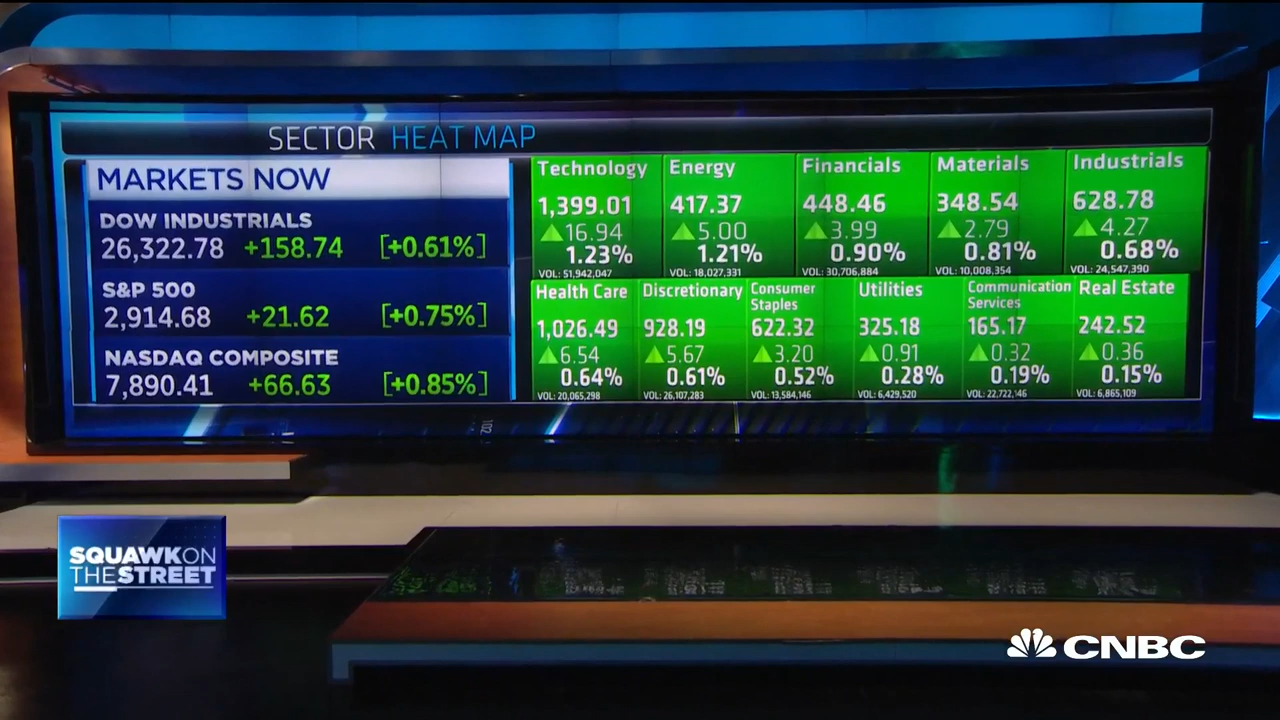 SECTOR HEAT MAP
MARKETS NOW
DOW INDUSTRIALS
26,322.78 +158.74 [+0.61%]
S&P 500
2,914.68 +21.62 [+0.75%]
NASDAQ COMPOSITE
7,890.41 +66.63 [+0.85%]
Technology
1,399.01
16.94
1.23%
VOL: 51,942,047
Energy
417.37
5.00
1.21%
VOL: 18,027,331
Financials
448.46
3.99
0.90%
VOL: 30,706,884
Materials
348.54
2.79
0.81%
VOL: 10,008,354
Industrials
628.78
4.27
0.68%
VOL: 24,547,390
Health Care
1,026.49
6.54
0.64%
VOL: 20,065,298
Discretionary
928.19
5.67
0.61%
VOL: 26,107,283
Consumer
Staples
622.32
3.20
0.52%
VOL: 13,584,146
Utilities
325.18
0.91
0.28%
VOL: 6,429,520
Communication
Services
165.17
0.32
0.19%
VOL: 22,722,146
Real Estate
242.52
0.36
0.15%
VOL: 6,865,109
SQUAWK ON
THE STREET
CNBC